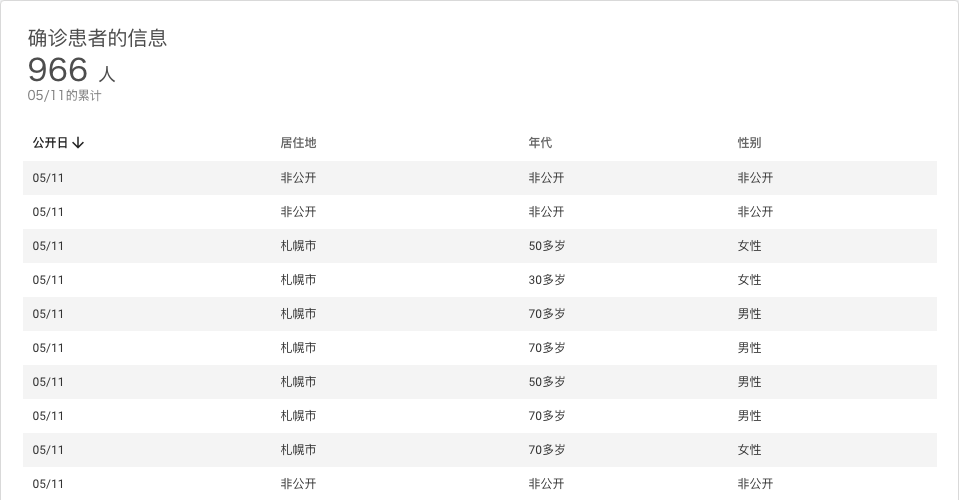 确诊患者的信息
966 人
05/11的累计
公开日↓ 居住地 年代 性别
05/11 非公开 非公开 非公开
05/11 非公开 非公开 非公开
05/11 札幌市 50多岁 女性
05/11 札幌市 30多岁 女性
05/11 札幌市 70多岁 男性
05/11 札幌市 70多岁 男性
05/11 札幌市 50多岁 男性
05/11 札幌市 70多岁 男性
05/11 札幌市 70多岁 女性
05/11 非公开 非公开 非公开